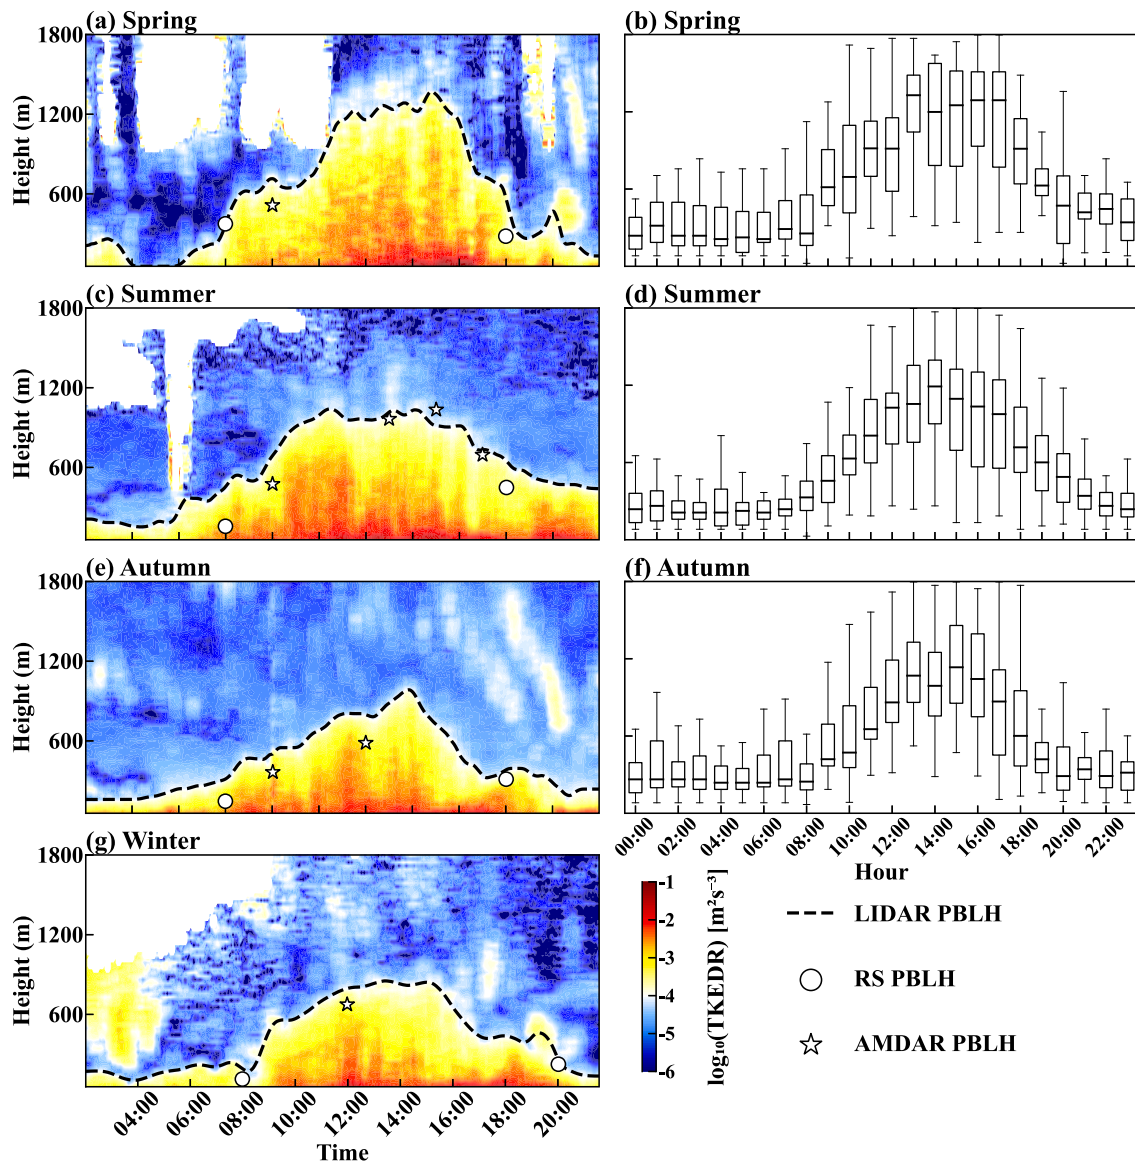 (a) Spring
(b) Spring
1800
1200
600
Height (m)
(c) Summer
(d) Summer
1800
1200
600
Height (m)
(e) Autumn
(f) Autumn
1800
1200
600
Height (m)
00:00 02:00 04:00 06:00 08:00 10:00 12:00 14:00 16:00 18:00 20:00 22:00
Hour
(g) Winter
1800
1200
600
Height (m)
04:00 06:00 08:00 10:00 12:00 14:00 16:00 18:00 20:00
Time
-1
-2
-3
-4
-5
-6
log₁₀(TKEDR) [m²s⁻³]
LIDAR PBLH
RS PBLH
AMDAR PBLH